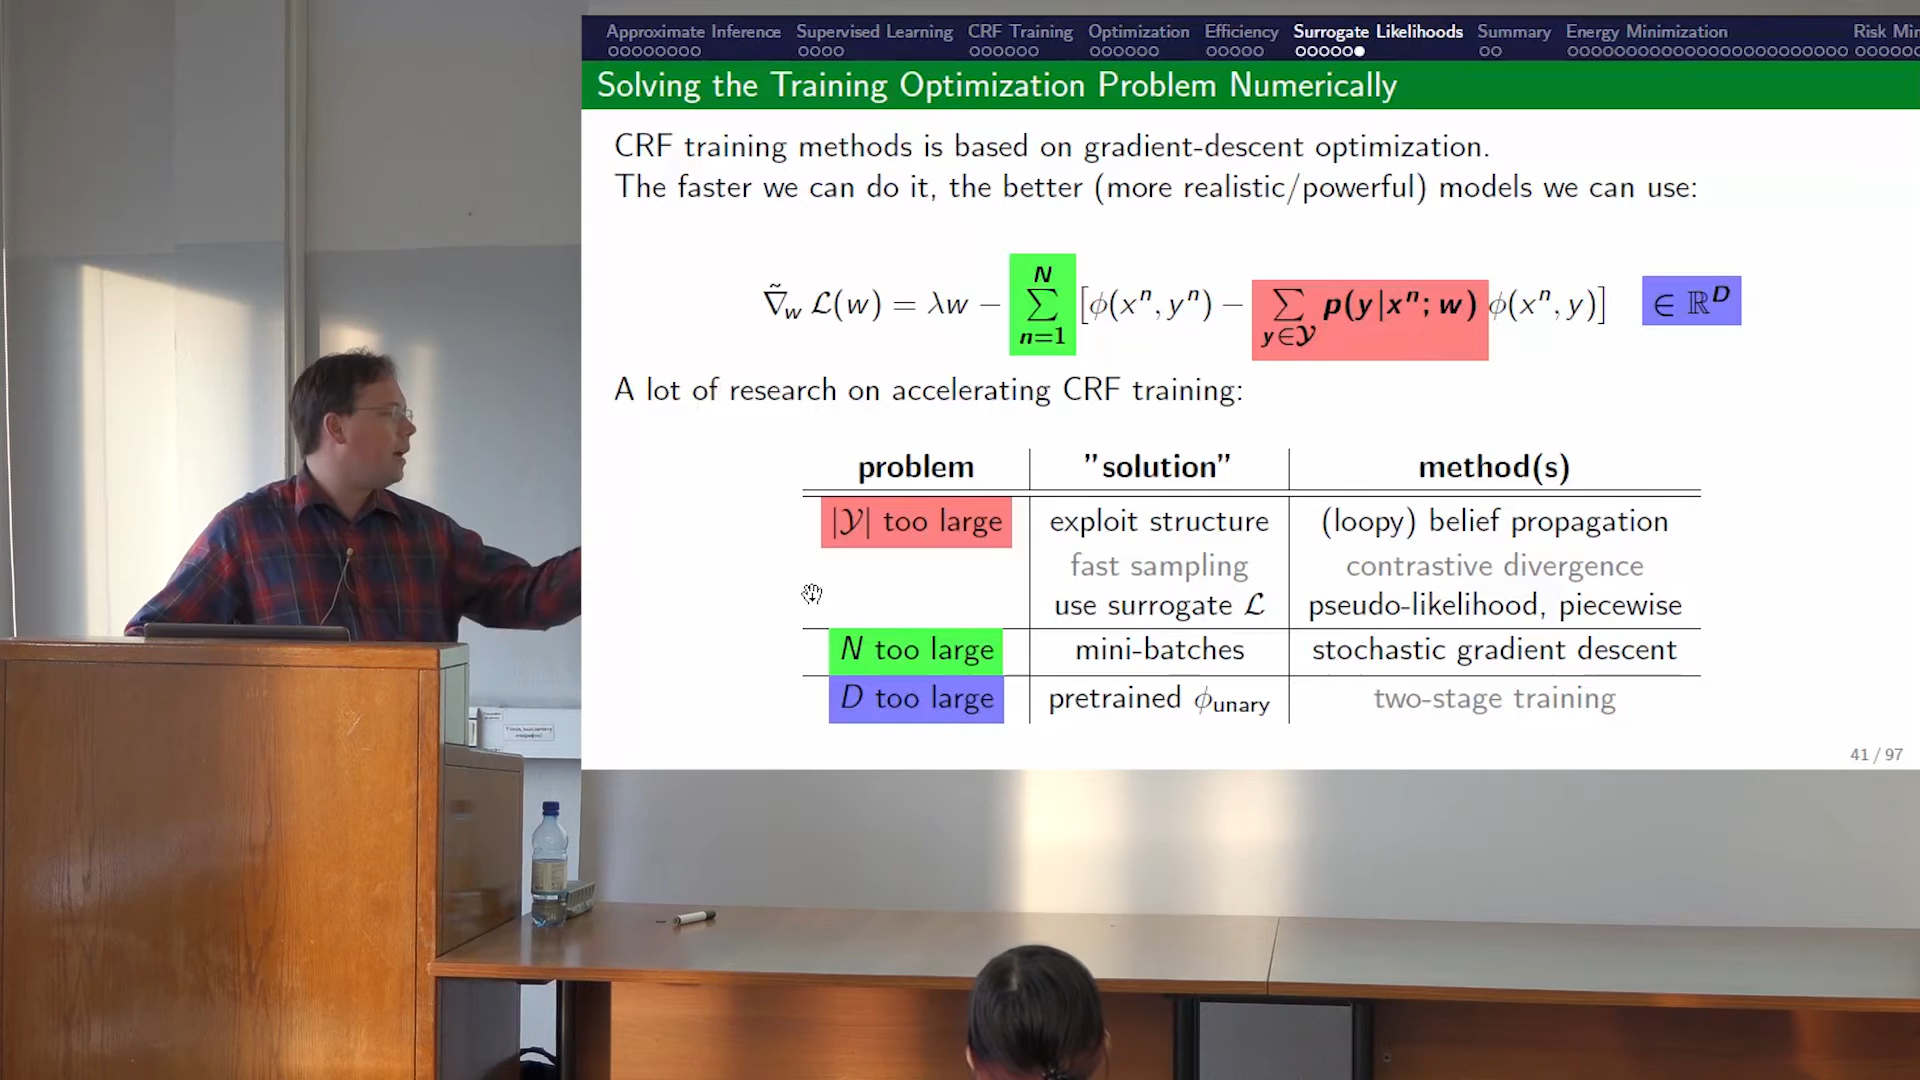 Approximate Inference Supervised Learning CRF Training Optimization Efficiency Surrogate Likelihoods Summary Energy Minimization Risk Min
Solving the Training Optimization Problem Numerically
CRF training methods is based on gradient-descent optimization.
The faster we can do it, the better (more realistic/powerful) models we can use:
∇̃_w 𝓛(w) = λw − ∑_{n=1}^{N} [ϕ(xⁿ, yⁿ) − ∑_{y∈𝒴} p(y|xⁿ; w) ϕ(xⁿ, y)] ∈ ℝ^D
A lot of research on accelerating CRF training:
problem "solution" method(s)
|𝒴| too large exploit structure (loopy) belief propagation
fast sampling contrastive divergence
use surrogate 𝓛 pseudo-likelihood, piecewise
N too large mini-batches stochastic gradient descent
D too large pretrained ϕ_unary two-stage training
41 / 97